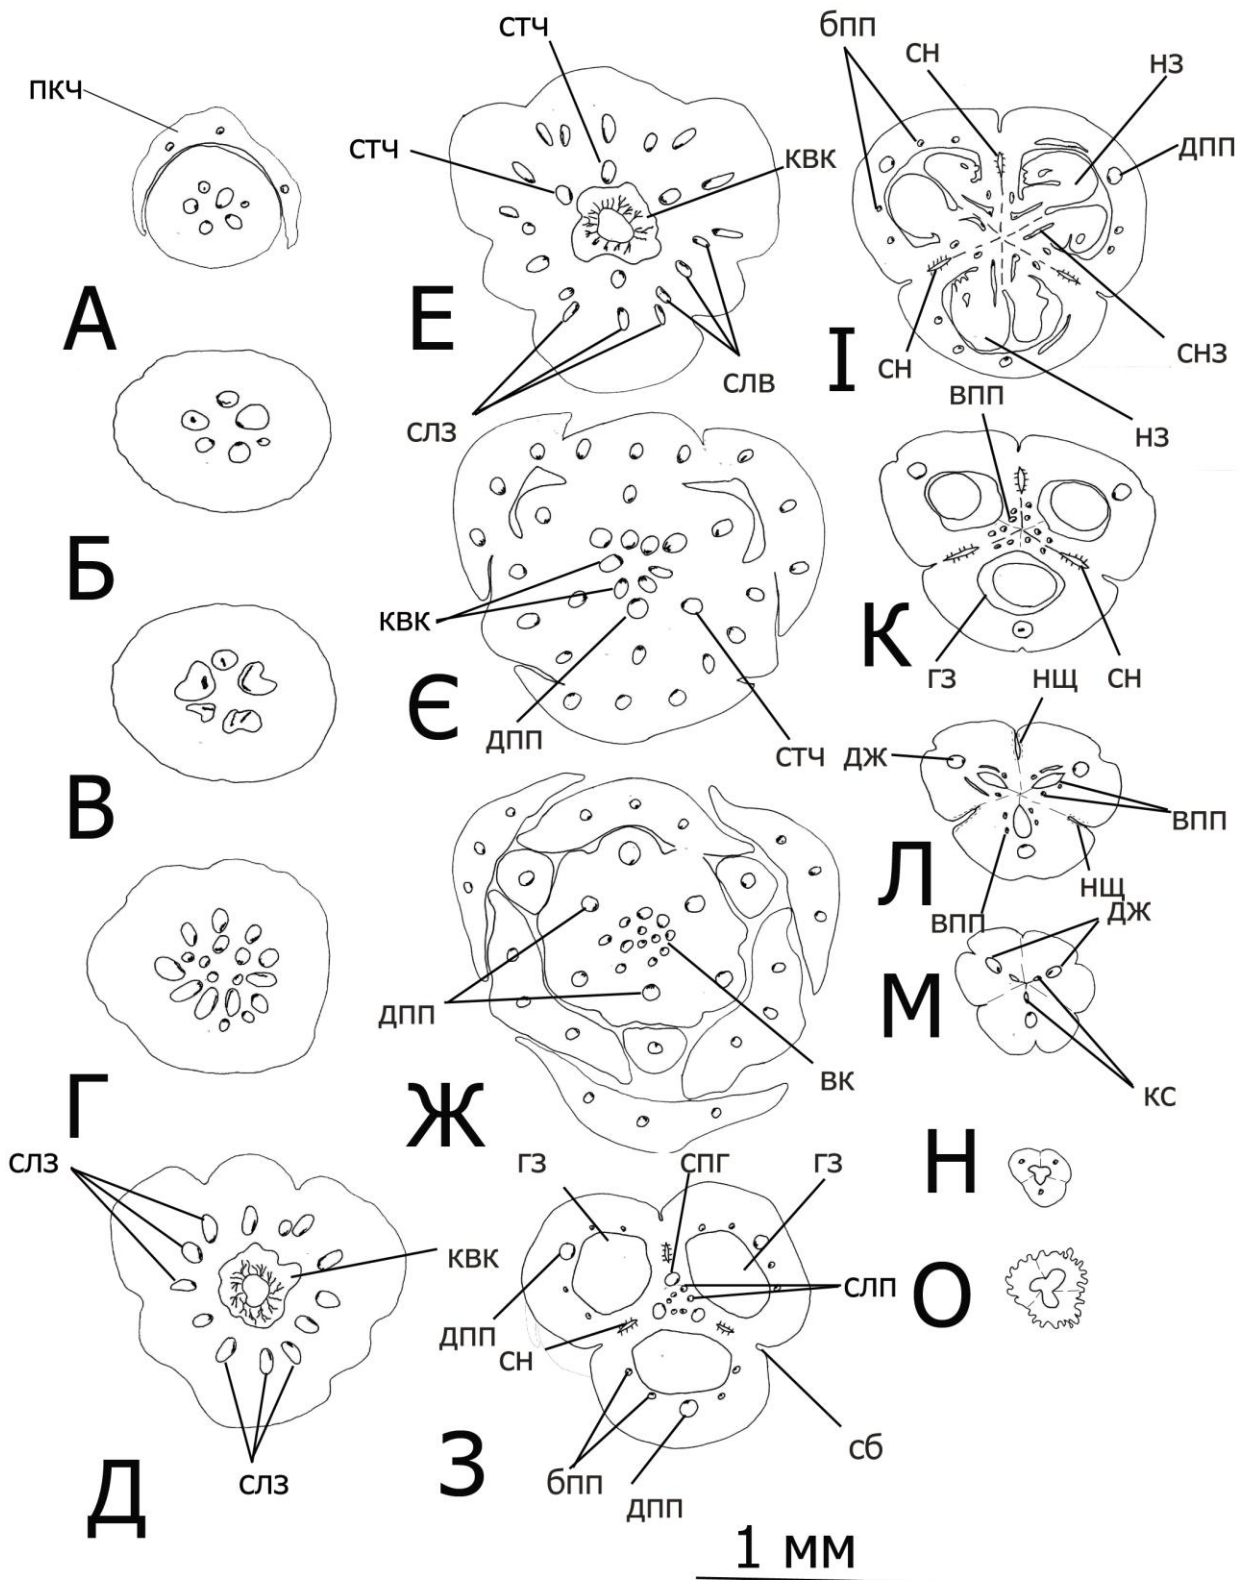 пкч
А
Б
В
Г
слз
квк
слз
Д
стч
стч
квк
Е
слв
слз
квк
Є
дпп
стч
дпп
Ж
вк
гз
спг
гз
слп
дпп
сн
З
бпп
дпп
сб
1 мм
бпп
сн
нз
дпп
І
сн
снз
нз
впп
К
гз
сн
нщ
дж
впп
Л
нщ
впп
дж
М
кс
Н
О